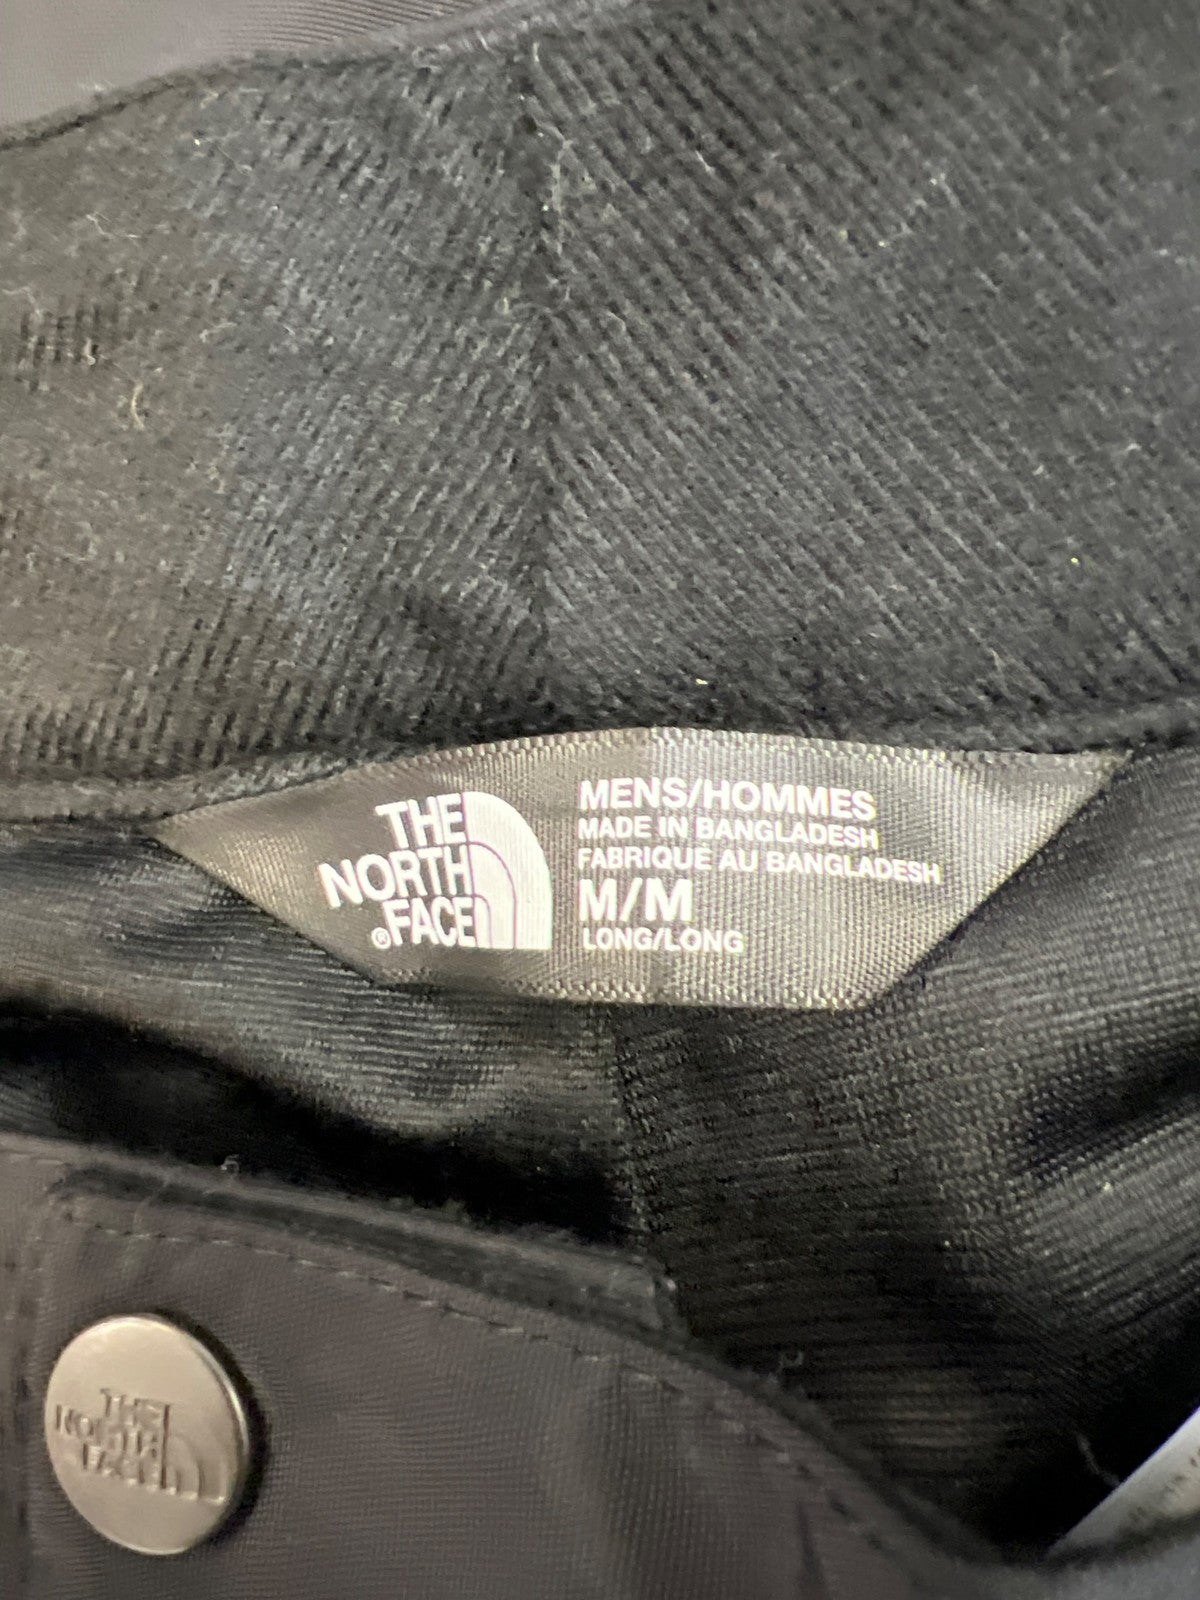 THE
NORTH
® FACE
MENS/HOMMES
MADE IN BANGLADESH
FABRIQUÉ AU BANGLADESH
M/M
LONG/LONG
THE
NORTH
FACE